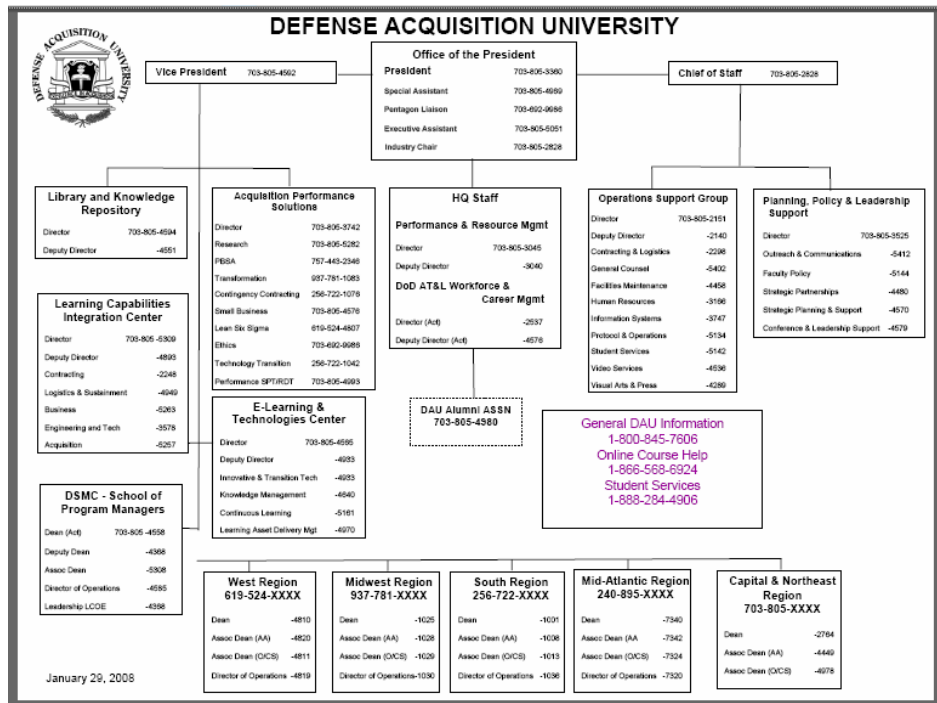 DEFENSE ACQUISITION UNIVERSITY
DEFENSE ACQUISITION UNIVERSITY
Vice President 703-805-4592
Office of the President
President 703-805-3360
Special Assistant 703-805-4969
Pentagon Liaison 703-692-9986
Executive Assistant 703-805-5051
Industry Chair 703-805-2828
Chief of Staff 703-805-2828
Library and Knowledge
Repository
Director 703-805-4594
Deputy Director -4551
Acquisition Performance
Solutions
Director 703-805-3742
Research 703-805-5282
PBSA 757-443-2346
Transformation 937-781-1083
Contingency Contracting 256-722-1076
Small Business 703-805-4576
Lean Six Sigma 619-524-4807
Ethics 703-692-9986
Technology Transition 256-722-1042
Performance SPT/RDT 703-805-4993
HQ Staff
Performance & Resource Mgmt
Director 703-805-3045
Deputy Director -3040
DoD AT&L Workforce &
Career Mgmt
Director (Act) -2537
Deputy Director (Act) -4576
Operations Support Group
Director 703-805-2151
Deputy Director -2140
Contracting & Logistics -2298
General Counsel -5402
Facilities Maintenance -4458
Human Resources -3166
Information Systems -3747
Protocol & Operations -5134
Student Services -5142
Video Services -4536
Visual Arts & Press -4289
Planning, Policy & Leadership
Support
Director 703-805-3525
Outreach & Communications -5412
Faculty Policy -5144
Strategic Partnerships -4480
Strategic Planning & Support -4570
Conference & Leadership Support -4579
Learning Capabilities
Integration Center
Director 703-805 -5309
Deputy Director -4893
Contracting -2248
Logistics & Sustainment -4949
Business -5263
Engineering and Tech -3578
Acquisition -5257
E-Learning &
Technologies Center
Director 703-805-4565
Deputy Director -4933
Innovative & Transition Tech -4933
Knowledge Management -4640
Continuous Learning -5161
Learning Asset Delivery Mgt -4970
DAU Alumni ASSN
703-805-4980
General DAU Information
1-800-845-7606
Online Course Help
1-866-568-6924
Student Services
1-888-284-4906
DSMC - School of
Program Managers
Dean (Act) 703-805 -4558
Deputy Dean -4368
Assoc Dean -5308
Director of Operations -4585
Leadership LCOE -4368
West Region
619-524-XXXX
Dean -4810
Assoc Dean (AA) -4820
Assoc Dean (O/CS) -4811
Director of Operations -4819
Midwest Region
937-781-XXXX
Dean -1025
Assoc Dean (AA) -1028
Assoc Dean (O/CS) -1029
Director of Operations-1030
South Region
256-722-XXXX
Dean -1001
Assoc Dean (AA) -1008
Assoc Dean (O/CS) -1013
Director of Operations -1036
Mid-Atlantic Region
240-895-XXXX
Dean -7340
Assoc Dean (AA -7342
Assoc Dean (O/CS) -7324
Director of Operations -7320
Capital & Northeast
Region
703-805-XXXX
Dean -2764
Assoc Dean (AA) -4449
Assoc Dean (O/CS) -4978
January 29, 2008